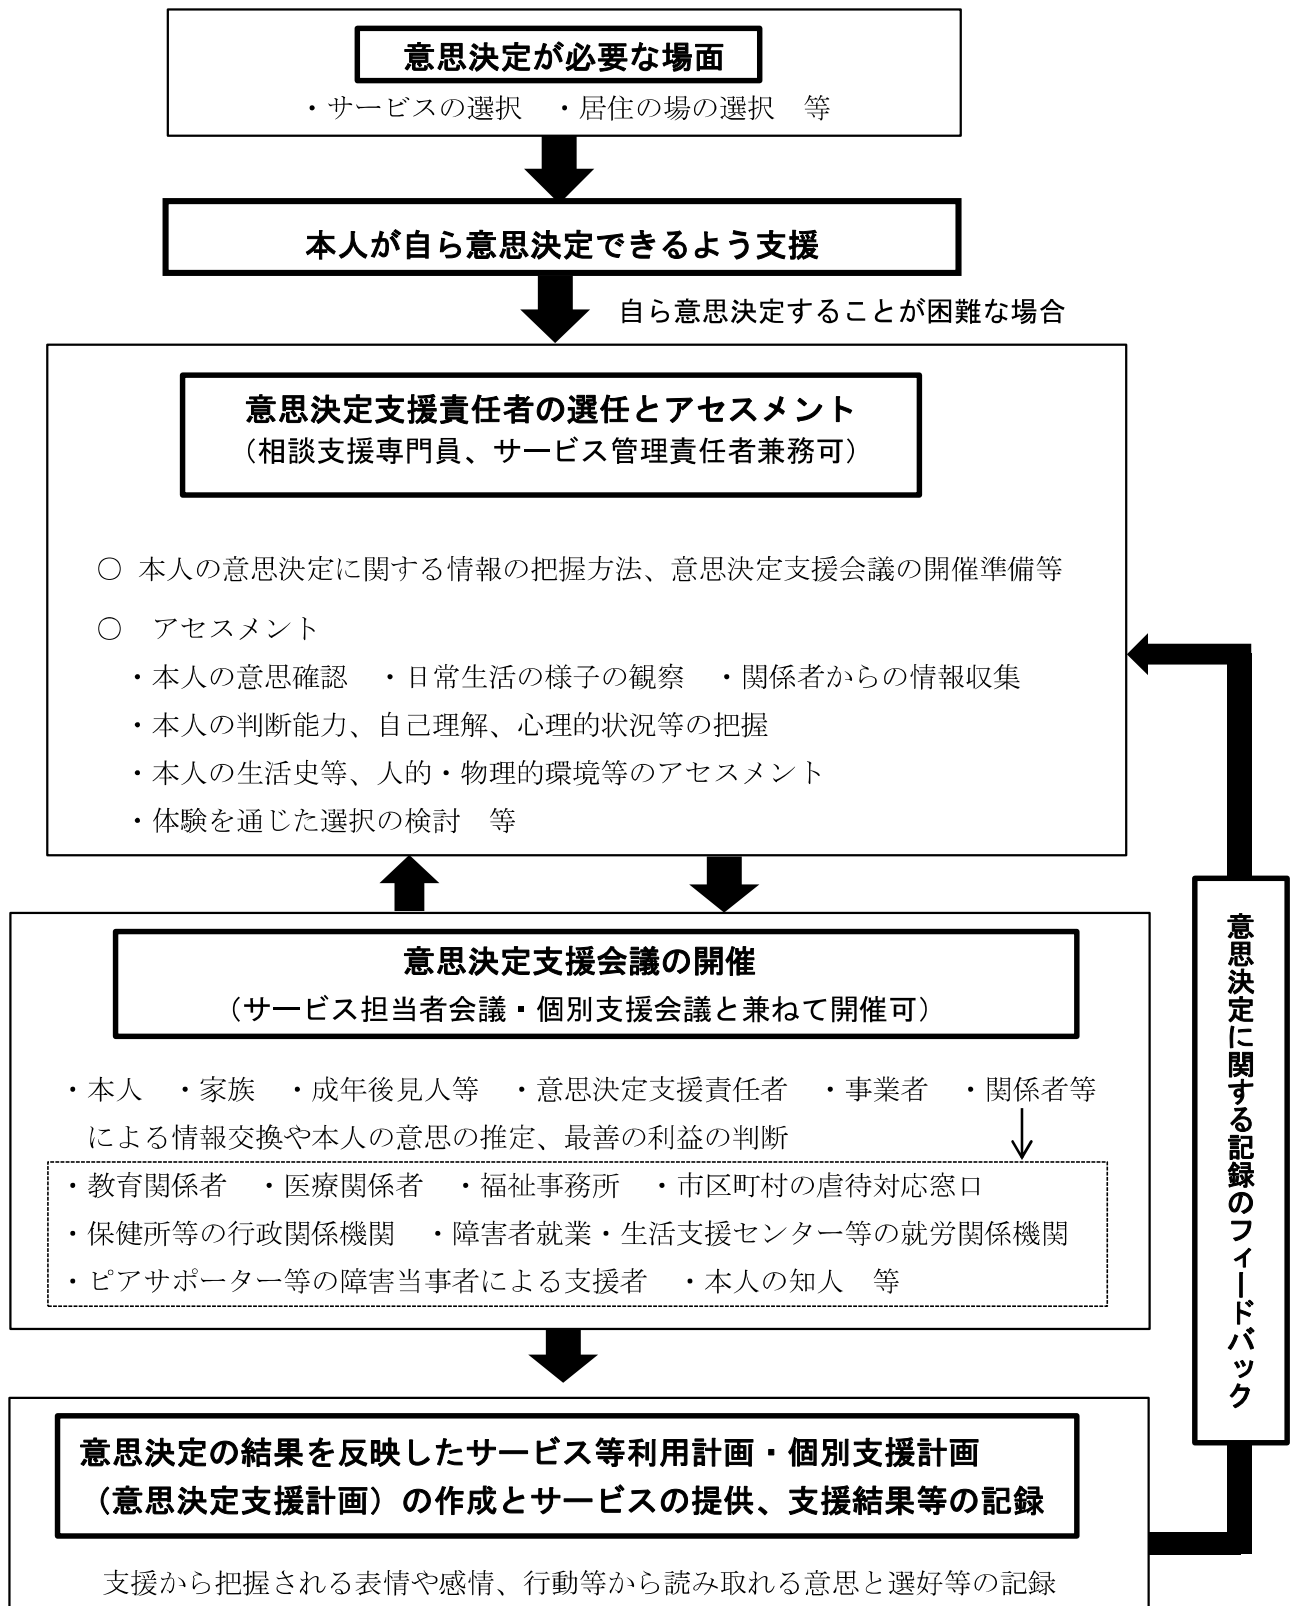 意思決定が必要な場面
・サービスの選択　・居住の場の選択　等
本人が自ら意思決定できるよう支援
自ら意思決定することが困難な場合
意思決定支援責任者の選任とアセスメント
（相談支援専門員、サービス管理責任者兼務可）
○ 本人の意思決定に関する情報の把握方法、意思決定支援会議の開催準備等
○　アセスメント
・本人の意思確認　・日常生活の様子の観察　・関係者からの情報収集
・本人の判断能力、自己理解、心理的状況等の把握
・本人の生活史等、人的・物理的環境等のアセスメント
・体験を通じた選択の検討　等
意思決定支援会議の開催
（サービス担当者会議・個別支援会議と兼ねて開催可）
・本人　・家族　・成年後見人等　・意思決定支援責任者　・事業者　・関係者等
による情報交換や本人の意思の推定、最善の利益の判断
・教育関係者　・医療関係者　・福祉事務所　・市区町村の虐待対応窓口
・保健所等の行政関係機関　・障害者就業・生活支援センター等の就労関係機関
・ピアサポーター等の障害当事者による支援者　・本人の知人　等
意思決定の結果を反映したサービス等利用計画・個別支援計画
（意思決定支援計画）の作成とサービスの提供、支援結果等の記録
支援から把握される表情や感情、行動等から読み取れる意思と選好等の記録
意思決定に関する記録のフィードバック